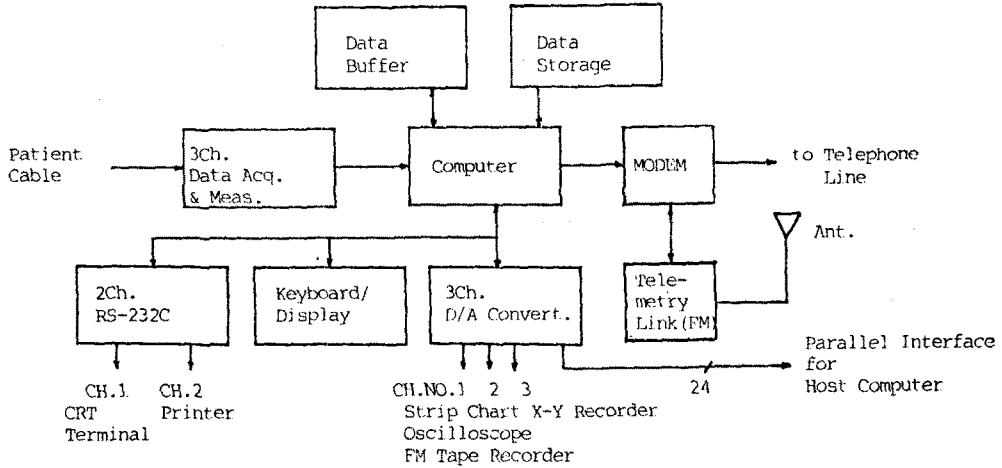 Data
Buffer
Data
Storage
Patient
Cable
3Ch.
Data Acq.
& Meas.
Computer
MODEM
to Telephone
Line
Ant.
2Ch.
RS-232C
Keyboard/
Display
3Ch.
D/A Convert.
Tele-
metry
Link(FM)
Parallel Interface
for
Host Computer
24
CH.1
CRT
Terminal
CH.2
Printer
CH.NO.1 2 3
Strip Chart X-Y Recorder
Oscilloscope
FM Tape Recorder